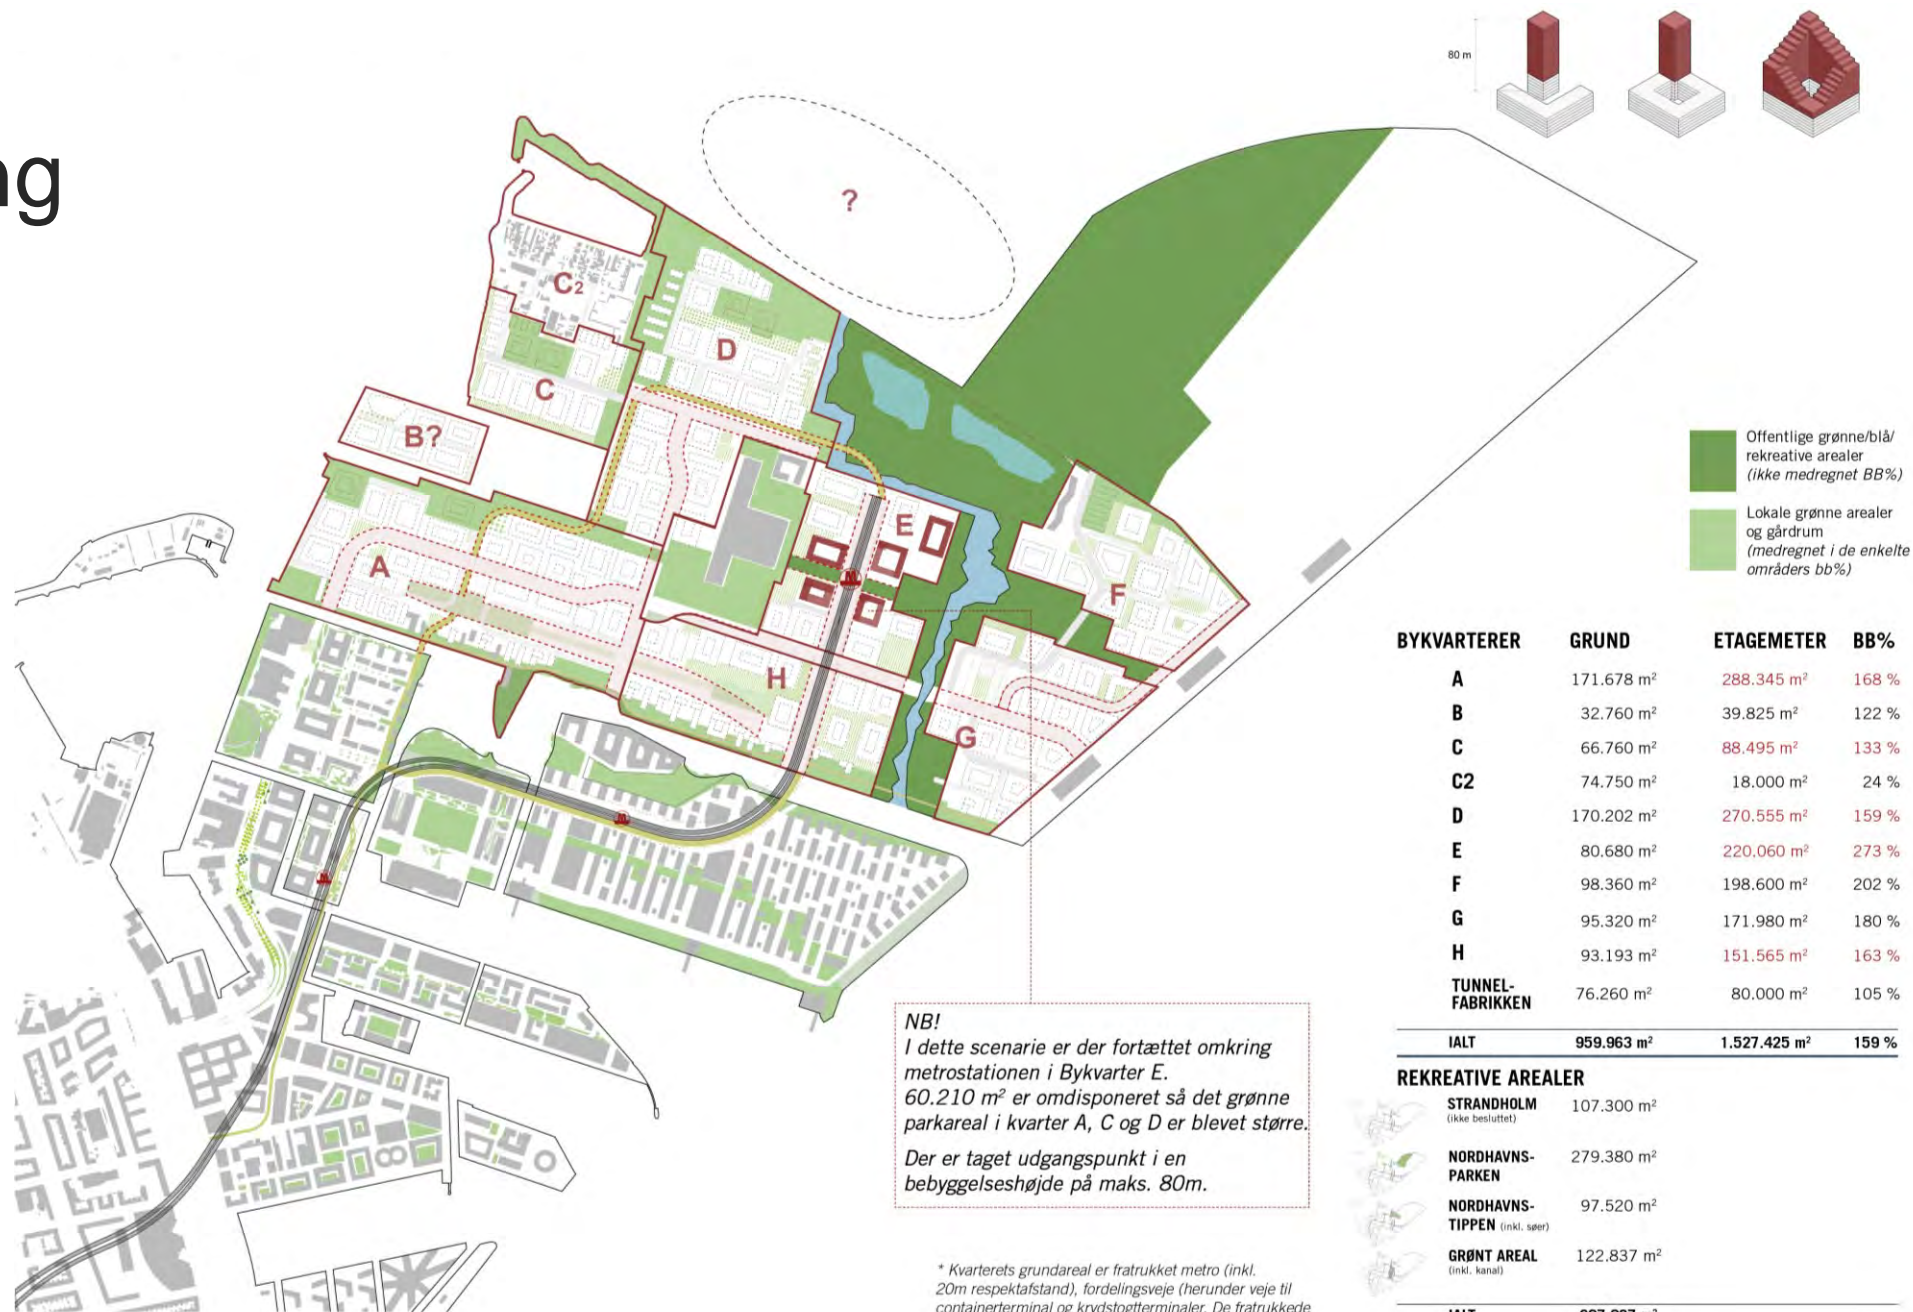 ng
80 m
?
C2
D
C
B?
E
A
F
H
G
Offentlige grønne/blå/
rekreative arealer
(ikke medregnet BB%)
Lokale grønne arealer
og gårdrum
(medregnet i de enkelte
områders bb%)
BYKVARTERER GRUND ETAGEMETER BB%
A 171.678 m² 288.345 m² 168 %
B 32.760 m² 39.825 m² 122 %
C 66.760 m² 88.495 m² 133 %
C2 74.750 m² 18.000 m² 24 %
D 170.202 m² 270.555 m² 159 %
E 80.680 m² 220.060 m² 273 %
F 98.360 m² 198.600 m² 202 %
G 95.320 m² 171.980 m² 180 %
H 93.193 m² 151.565 m² 163 %
TUNNEL-
FABRIKKEN 76.260 m² 80.000 m² 105 %
IALT 959.963 m² 1.527.425 m² 159 %
REKREATIVE AREALER
STRANDHOLM 107.300 m²
(ikke besluttet)
NORDHAVNS- 279.380 m²
PARKEN
NORDHAVNS- 97.520 m²
TIPPEN (inkl. søer)
GRØNT AREAL 122.837 m²
(inkl. kanal)
IALT
NB!
I dette scenarie er der fortættet omkring
metrostationen i Bykvarter E.
60.210 m² er omdisponeret så det grønne
parkareal i kvarter A, C og D er blevet større.
Der er taget udgangspunkt i en
bebyggelseshøjde på maks. 80m.
* Kvarterets grundareal er fratrukket metro (inkl.
20m respektafstand), fordelingsveje (herunder veje til
containerterminal og krydstogtterminaler. De fratrukkede